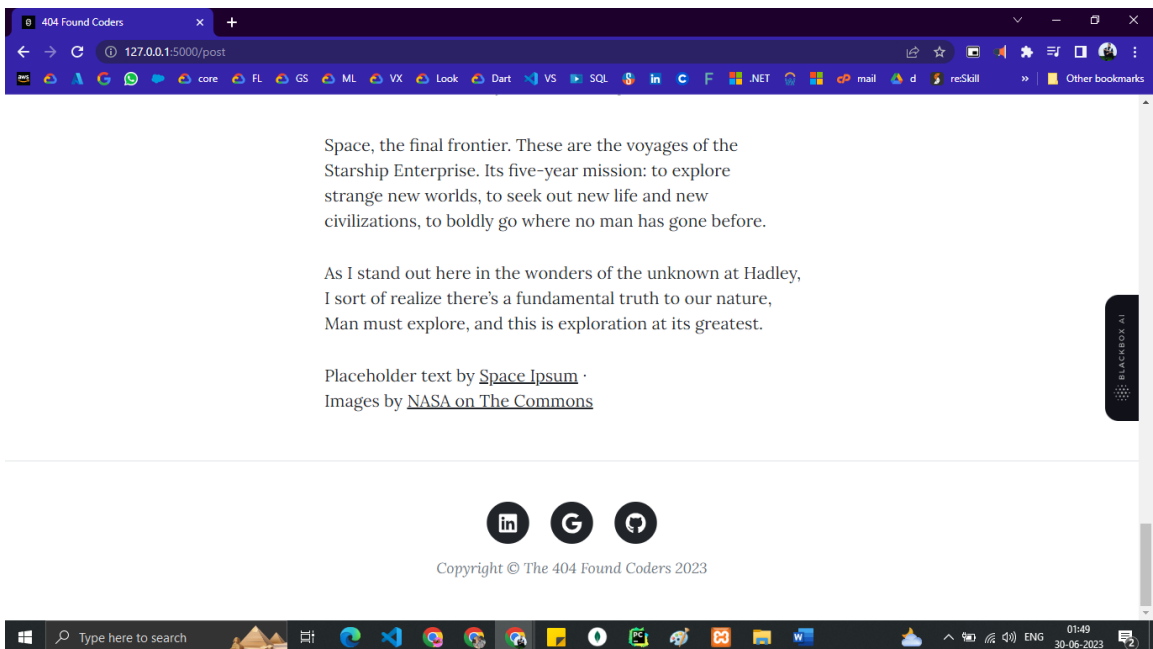 404 Found Coders
127.0.0.1:5000/post
aws core FL GS ML VX Look Dart VS SQL in C F .NET cP mail d re:Skill » Other bookmarks
Space, the final frontier. These are the voyages of the
Starship Enterprise. Its five-year mission: to explore
strange new worlds, to seek out new life and new
civilizations, to boldly go where no man has gone before.
As I stand out here in the wonders of the unknown at Hadley,
I sort of realize there’s a fundamental truth to our nature,
Man must explore, and this is exploration at its greatest.
BLACKBOX AI
Placeholder text by Space Ipsum ·
Images by NASA on The Commons
in G
Copyright © The 404 Found Coders 2023
Type here to search
ENG
01:49
30-06-2023
2